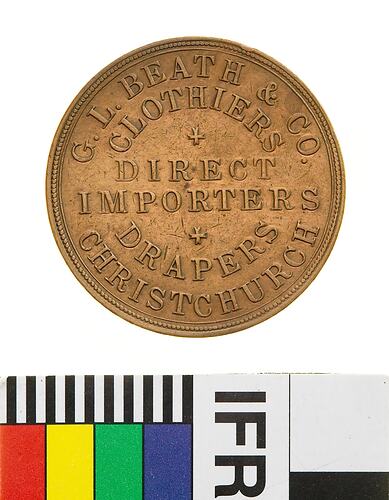 G. L. BEATH & CO.
CLOTHIERS
DIRECT
IMPORTERS
DRAPERS
CHRISTCHURCH
IFR